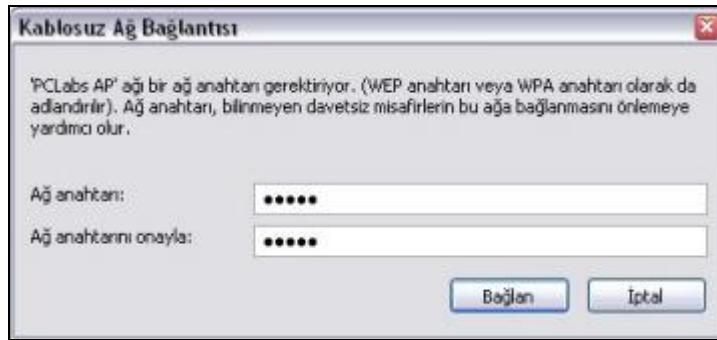 Kablosuz Ağ Bağlantısı
'PCLabs AP' ağı bir ağ anahtarı gerektiriyor. (WEP anahtarı veya WPA anahtarı olarak da
adlandırılır). Ağ anahtarı, bilinmeyen davetsiz misafirlerin bu ağa bağlanmasını önlemeye
yardımcı olur.
Ağ anahtarı: •••••
Ağ anahtarını onayla: •••••
Bağlan İptal